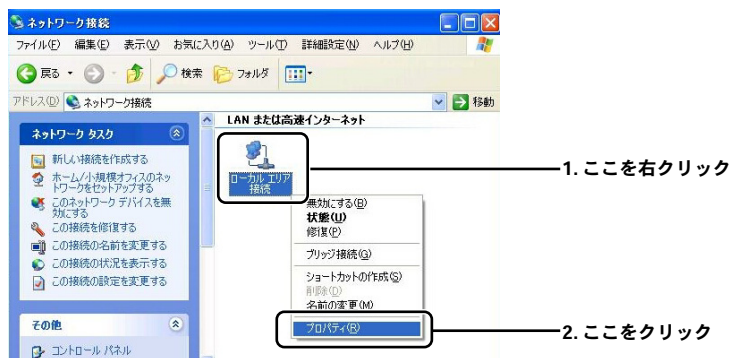 ネットワーク接続
ファイル(F) 編集(E) 表示(V) お気に入り(A) ツール(T) 詳細設定(N) ヘルプ(H)
戻る 検索 フォルダ
アドレス(D) ネットワーク接続 移動
ネットワーク タスク
新しい接続を作成する
ホーム/小規模オフィスのネッ
トワークをセットアップする
このネットワーク デバイスを無
効にする
この接続を修復する
この接続の名前を変更する
この接続の状況を表示する
この接続の設定を変更する
その他
コントロール パネル
LAN または高速インターネット
ローカル エリア
接続
無効にする(B)
状態(U)
修復(P)
ブリッジ接続(G)
ショートカットの作成(S)
削除(D)
名前の変更(M)
プロパティ(R)
1. ここを右クリック
2. ここをクリック